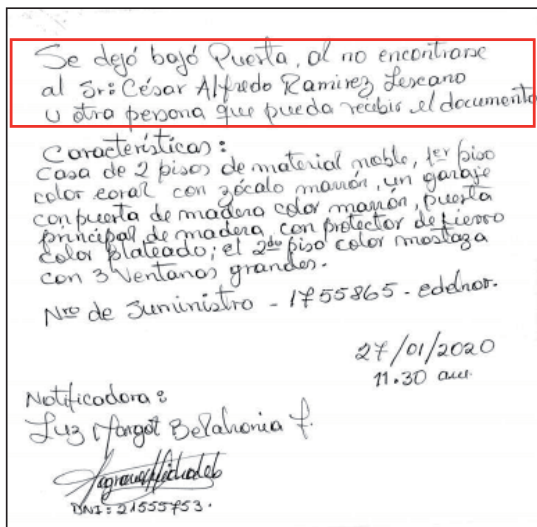 Se dejó bajó Puerta, al no encontrarse
al Sr: César Alfredo Ramirez Lescano
u otra persona que pueda recibir el documento
Características:
Casa de 2 pisos de material noble, 1er piso
color coral con zócalo marrón, un garaje
con puerta de madera color marrón, puerta
principal de madera, con protector de fierro
color plateado; el 2do piso color mostaza
con 3 Ventanas grandes.
Nro de Suministro - 1755865 - edelnor.
27/01/2020
11.30 am.
Notificadora:
Luz Margot Belahonia f.
DNI: 21555753.